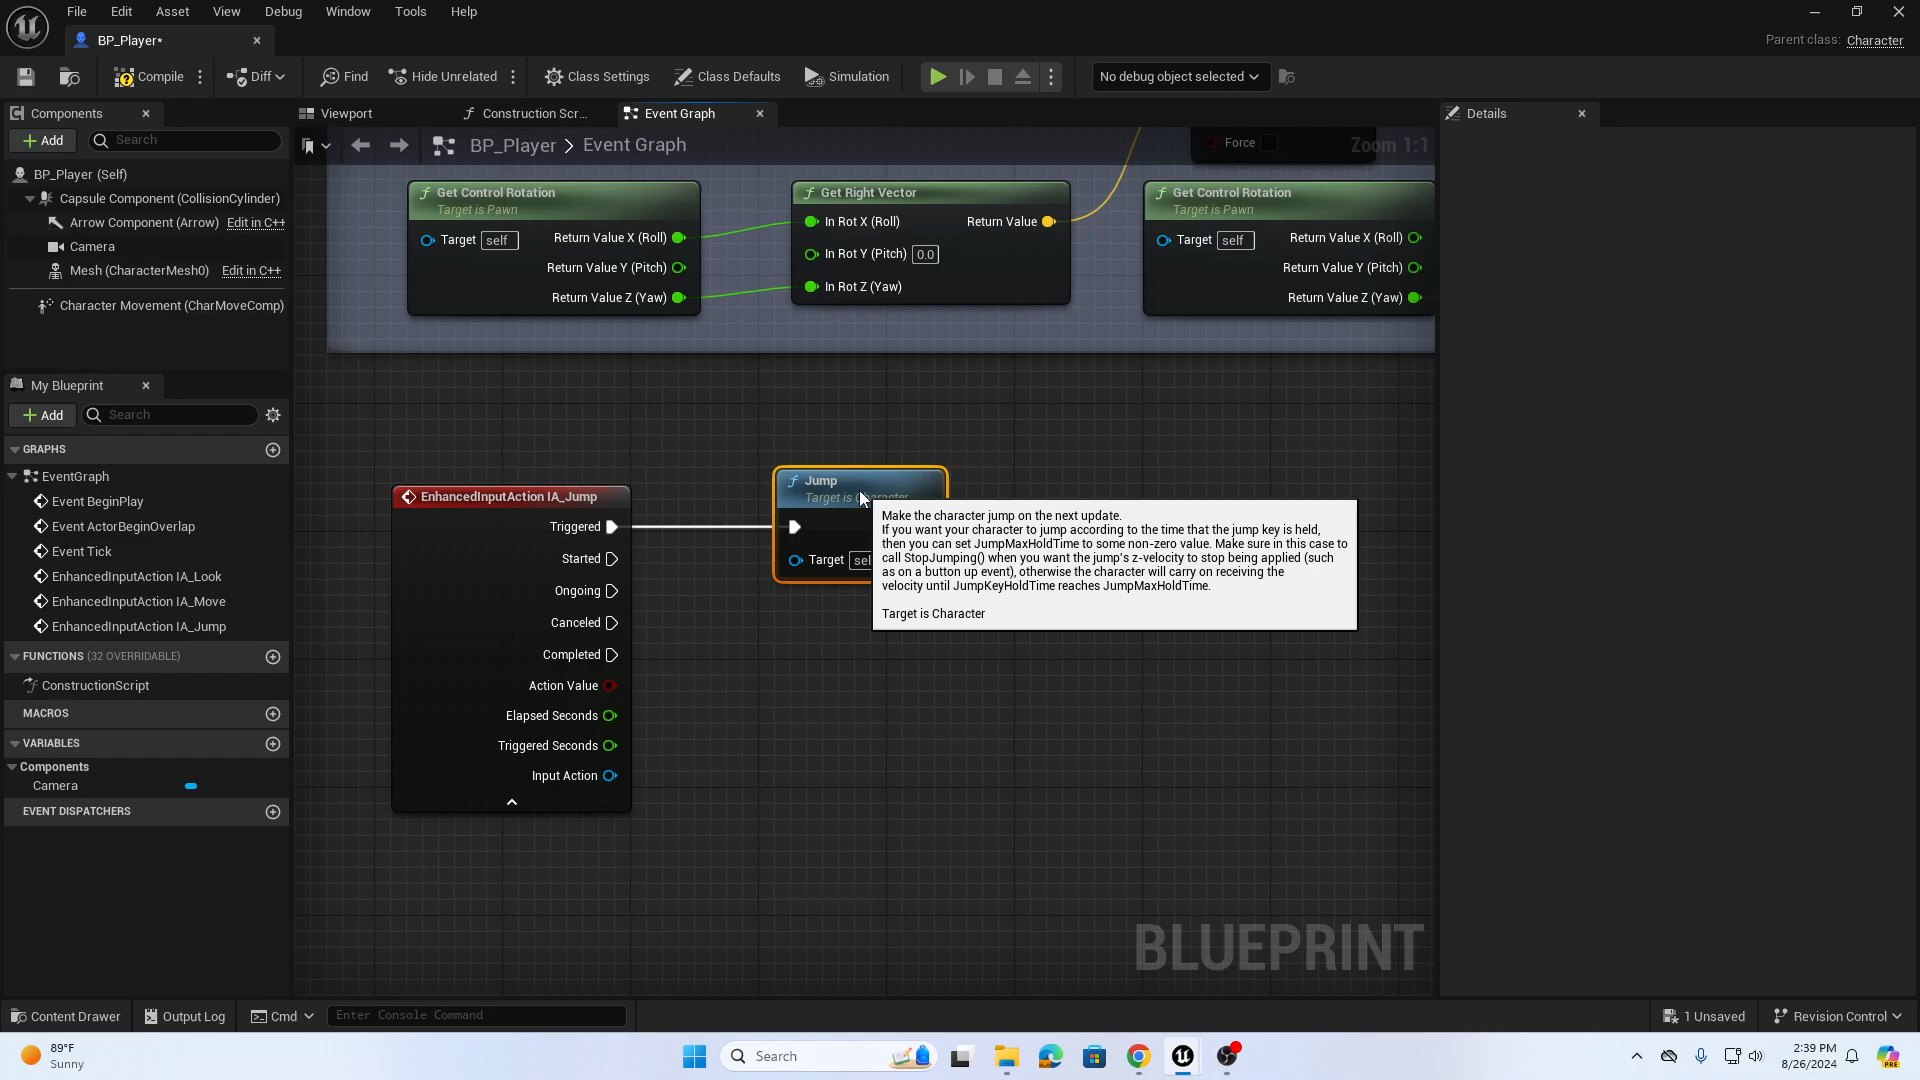 File Edit Asset View Debug Window Tools Help
BP_Player*
Parent class: Character
Compile Diff Find Hide Unrelated Class Settings Class Defaults Simulation No debug object selected
Components Viewport Construction Scr... Event Graph Details
Add Search BP_Player > Event Graph Zoom 1:1
BP_Player (Self)
Capsule Component (CollisionCylinder)
Arrow Component (Arrow) Edit in C++
Camera
Mesh (CharacterMesh0) Edit in C++
Character Movement (CharMoveComp)
My Blueprint
Add Search
GRAPHS
EventGraph
Event BeginPlay
Event ActorBeginOverlap
Event Tick
EnhancedInputAction IA_Look
EnhancedInputAction IA_Move
EnhancedInputAction IA_Jump
FUNCTIONS (32 OVERRIDABLE)
ConstructionScript
MACROS
VARIABLES
Components
Camera
EVENT DISPATCHERS
Force
Get Control Rotation
Target is Pawn
Target self Return Value X (Roll)
Return Value Y (Pitch)
Return Value Z (Yaw)
Get Right Vector
In Rot X (Roll) Return Value
In Rot Y (Pitch) 0.0
In Rot Z (Yaw)
Get Control Rotation
Target is Pawn
Target self Return Value X (Roll)
Return Value Y (Pitch)
Return Value Z (Yaw)
EnhancedInputAction IA_Jump
Triggered
Started
Ongoing
Canceled
Completed
Action Value
Elapsed Seconds
Triggered Seconds
Input Action
Jump
Target is Character
Target sel
Make the character jump on the next update.
If you want your character to jump according to the time that the jump key is held,
then you can set JumpMaxHoldTime to some non-zero value. Make sure in this case to
call StopJumping() when you want the jump's z-velocity to stop being applied (such
as on a button up event), otherwise the character will carry on receiving the
velocity until JumpKeyHoldTime reaches JumpMaxHoldTime.
Target is Character
BLUEPRINT
Content Drawer Output Log Cmd Enter Console Command 1 Unsaved Revision Control
89°F
Sunny
Search
2:39 PM
8/26/2024
PRE